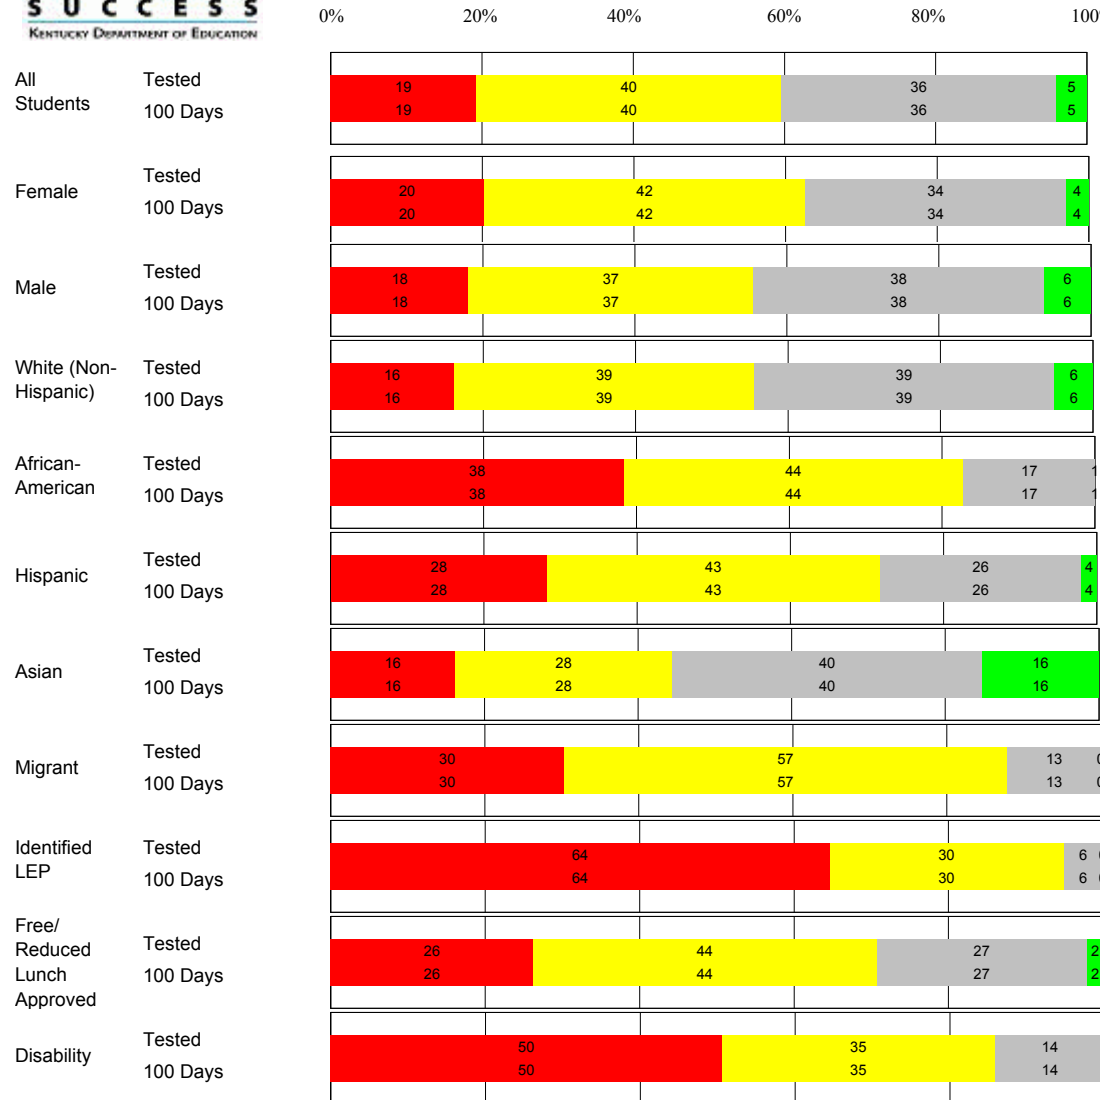 S U C C E S S
KENTUCKY DEPARTMENT OF EDUCATION
0% 20% 40% 60% 80% 100%
All
Students
Tested 19 40 36 5
100 Days 19 40 36 5
Female
Tested 20 42 34 4
100 Days 20 42 34 4
Male
Tested 18 37 38 6
100 Days 18 37 38 6
White (Non-
Hispanic)
Tested 16 39 39 6
100 Days 16 39 39 6
African-
American
Tested 38 44 17 1
100 Days 38 44 17 1
Hispanic
Tested 28 43 26 4
100 Days 28 43 26 4
Asian
Tested 16 28 40 16
100 Days 16 28 40 16
Migrant
Tested 30 57 13 0
100 Days 30 57 13 0
Identified
LEP
Tested 64 30 6
100 Days 64 30 6
Free/
Reduced
Lunch
Approved
Tested 26 44 27 2
100 Days 26 44 27 2
Disability
Tested 50 35 14
100 Days 50 35 14